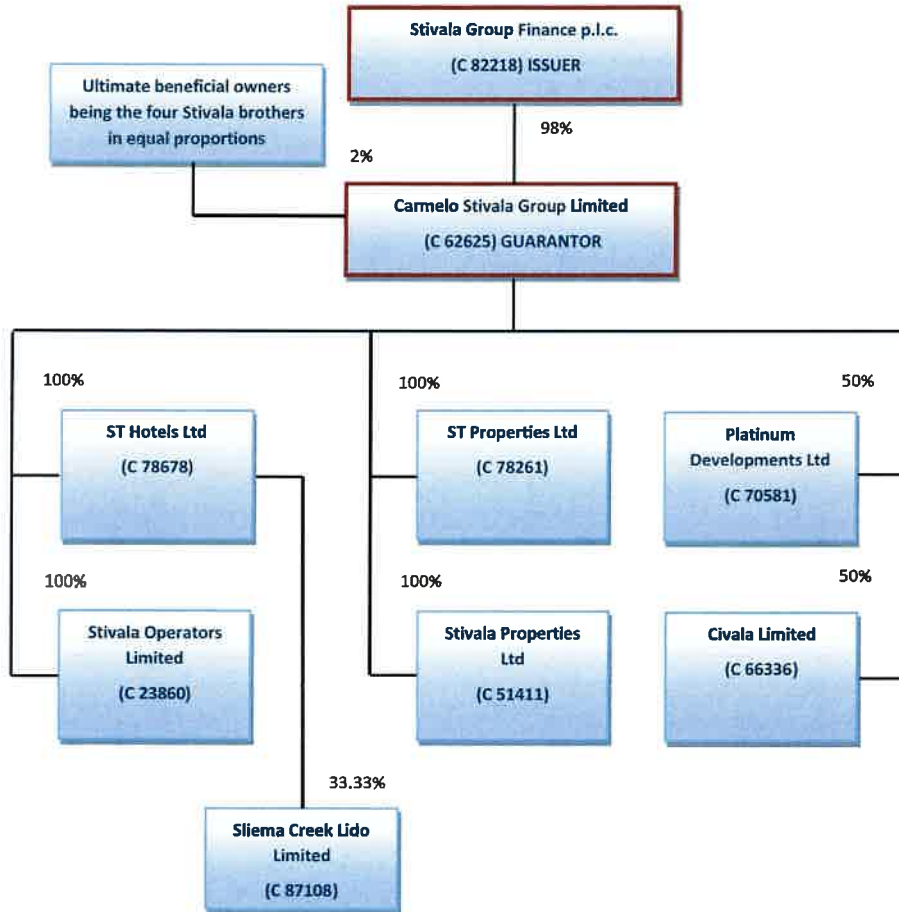 Stivala Group Finance p.l.c.
(C 82218) ISSUER
Ultimate beneficial owners
being the four Stivala brothers
in equal proportions
98%
2%
Carmelo Stivala Group Limited
(C 62625) GUARANTOR
100%
100%
50%
ST Hotels Ltd
(C 78678)
ST Properties Ltd
(C 78261)
Platinum
Developments Ltd
(C 70581)
100%
100%
50%
Stivala Operators
Limited
(C 23860)
Stivala Properties
Ltd
(C 51411)
Civala Limited
(C 66336)
33.33%
Sliema Creek Lido
Limited
(C 87108)